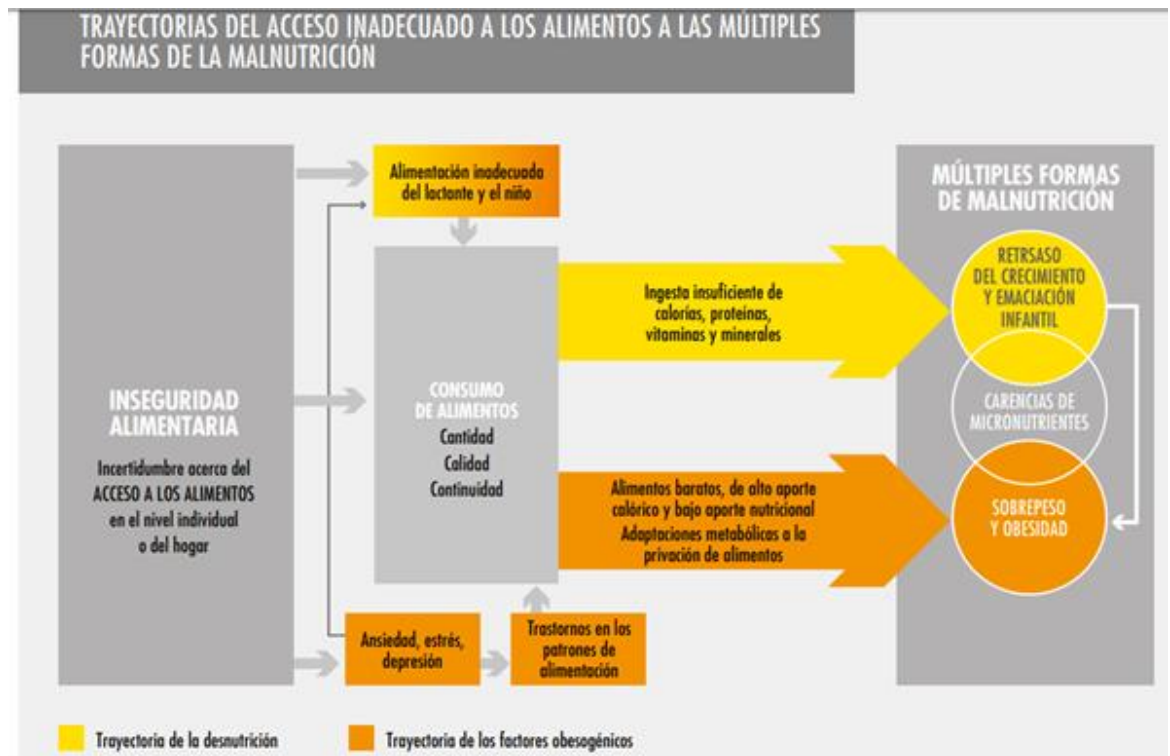 TRAYECTORIAS DEL ACCESO INADECUADO A LOS ALIMENTOS A LAS MÚLTIPLES
FORMAS DE LA MALNUTRICIÓN
INSEGURIDAD
ALIMENTARIA
Incertidumbre acerca del
ACCESO A LOS ALIMENTOS
en el nivel individual
o del hogar
Alimentación inadecuada
del lactante y el niño
CONSUMO
DE ALIMENTOS
Cantidad
Calidad
Continuidad
Ansiedad, estrés,
depresión
Trastornos en los
patrones de
alimentación
Ingesta insuficiente de
calorías, proteínas,
vitaminas y minerales
Alimentos baratos, de alto aporte
calórico y bajo aporte nutricional
Adaptaciones metabólicas a la
privación de alimentos
MÚLTIPLES FORMAS
DE MALNUTRICIÓN
RETRSASO
DEL CRECIMIENTO
Y EMACIACIÓN
INFANTIL
CARENCIAS DE
MICRONUTRIENTES
SOBREPESO
Y OBESIDAD
Trayectoria de la desnutrición
Trayectoria de los factores obesogénicos